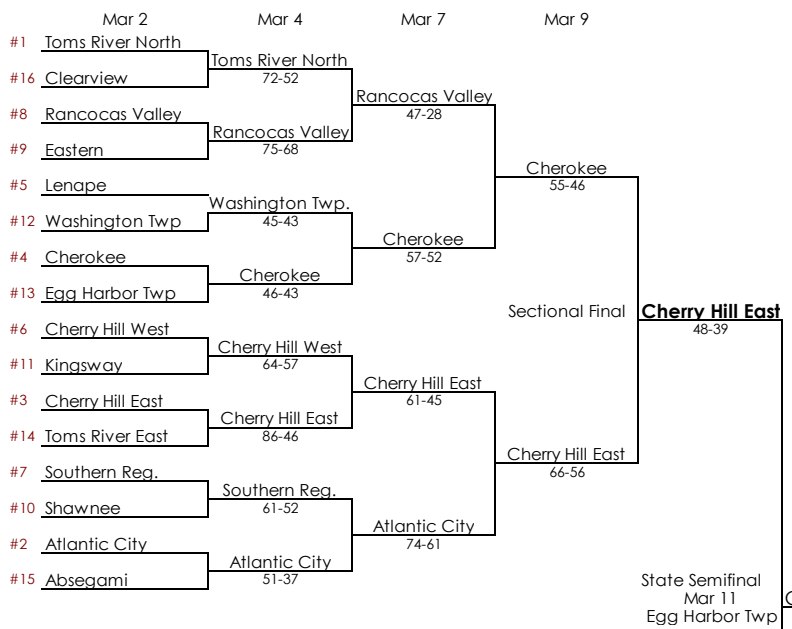 Mar 2 Mar 4 Mar 7 Mar 9
#1 Toms River North
Toms River North
72-52
#16 Clearview
Rancocas Valley
47-28
#8 Rancocas Valley
Rancocas Valley
75-68
#9 Eastern
Cherokee
55-46
#5 Lenape
Washington Twp.
45-43
#12 Washington Twp
Cherokee
57-52
#4 Cherokee
Cherokee
46-43
#13 Egg Harbor Twp
Sectional Final
Cherry Hill East
48-39
#6 Cherry Hill West
Cherry Hill West
64-57
#11 Kingsway
Cherry Hill East
61-45
#3 Cherry Hill East
Cherry Hill East
86-46
#14 Toms River East
Cherry Hill East
66-56
#7 Southern Reg.
Southern Reg.
61-52
#10 Shawnee
Atlantic City
74-61
#2 Atlantic City
Atlantic City
51-37
#15 Absegami
State Semifinal
Mar 11
Egg Harbor Twp